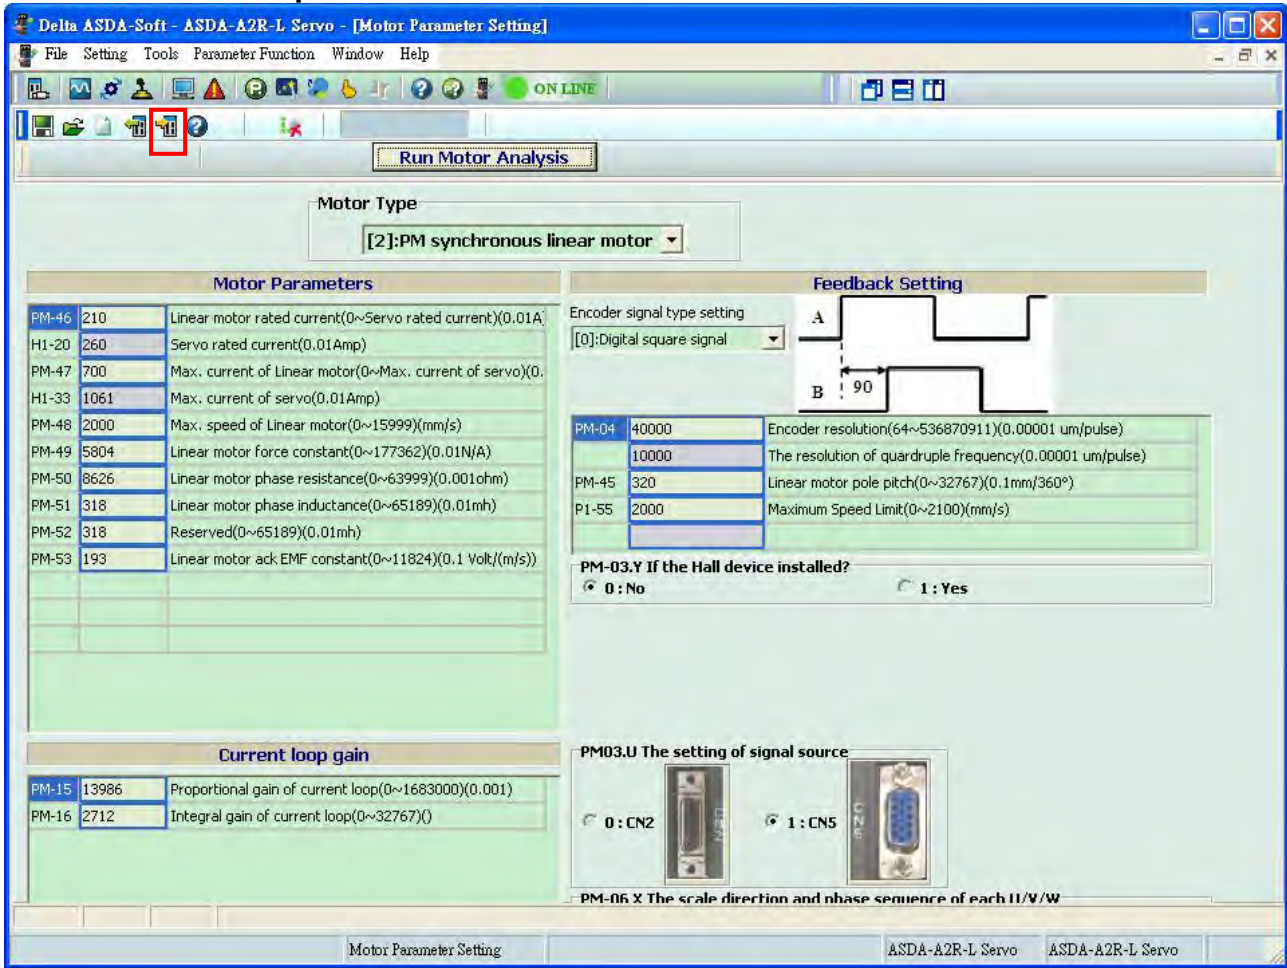 Delta ASDA-Soft - ASDA-A2R-L Servo - [Motor Parameter Setting]
File Setting Tools Parameter Function Window Help
ON LINE
Run Motor Analysis
Motor Type
[2]:PM synchronous linear motor
Motor Parameters
PM-46 210 Linear motor rated current(0~Servo rated current)(0.01A
H1-20 260 Servo rated current(0.01Amp)
PM-47 700 Max. current of Linear motor(0~Max. current of servo)(0.
H1-33 1061 Max. current of servo(0.01Amp)
PM-48 2000 Max. speed of Linear motor(0~15999)(mm/s)
PM-49 5804 Linear motor force constant(0~177362)(0.01N/A)
PM-50 8626 Linear motor phase resistance(0~63999)(0.001ohm)
PM-51 318 Linear motor phase inductance(0~65189)(0.01mh)
PM-52 318 Reserved(0~65189)(0.01mh)
PM-53 193 Linear motor ack EMF constant(0~11824)(0.1 Volt/(m/s))
Feedback Setting
Encoder signal type setting
[0]:Digital square signal
A
B 90
PM-04 40000 Encoder resolution(64~536870911)(0.00001 um/pulse)
10000 The resolution of quardruple frequency(0.00001 um/pulse)
PM-45 320 Linear motor pole pitch(0~32767)(0.1mm/360°)
P1-55 2000 Maximum Speed Limit(0~2100)(mm/s)
PM-03.Y If the Hall device installed?
0 : No 1 : Yes
Current loop gain
PM-15 13986 Proportional gain of current loop(0~1683000)(0.001)
PM-16 2712 Integral gain of current loop(0~32767)()
PM03.U The setting of signal source
0 : CN2 CN2 1 : CN5 CN5
PM-06.X The scale direction and phase sequence of each U/V/W
Motor Parameter Setting ASDA-A2R-L Servo ASDA-A2R-L Servo